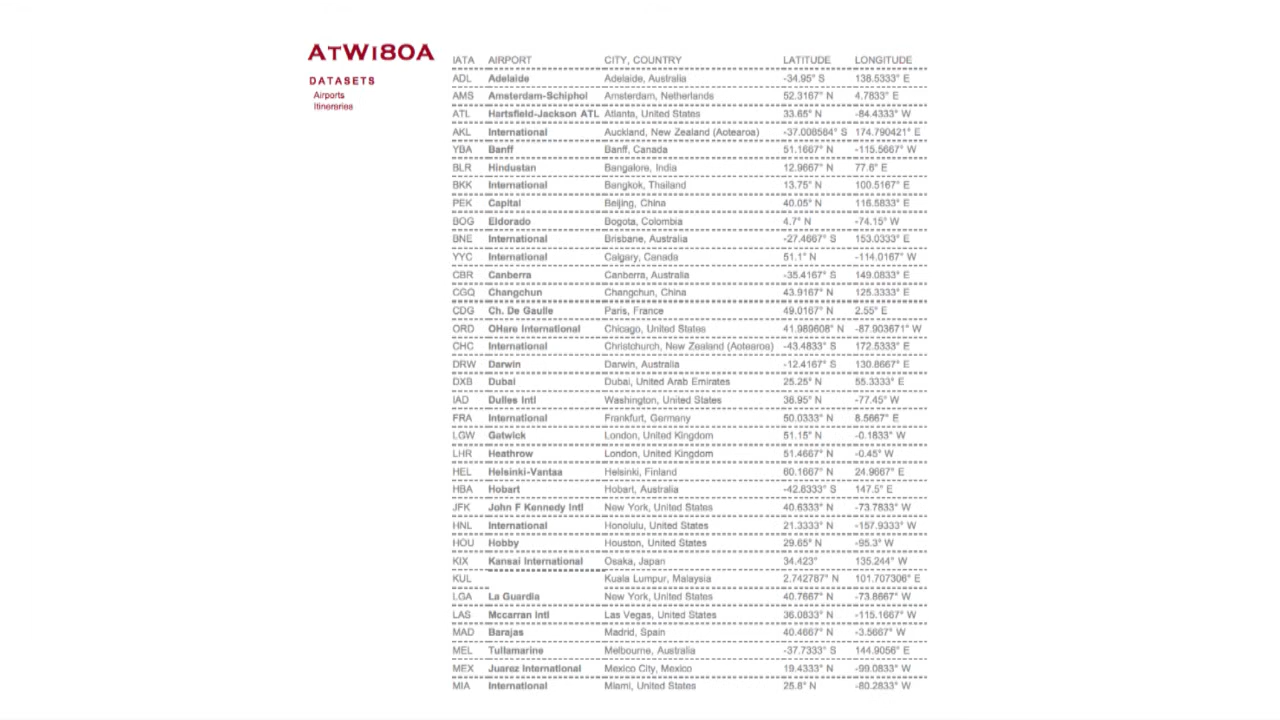 ATW180A
DATASETS
Airports
Itineraries
IATA AIRPORT CITY, COUNTRY LATITUDE LONGITUDE
ADL Adelaide Adelaide, Australia -34.95° S 138.5333° E
AMS Amsterdam-Schiphol Amsterdam, Netherlands 52.3167° N 4.7833° E
ATL Hartsfield-Jackson ATL Atlanta, United States 33.65° N -84.4333° W
AKL International Auckland, New Zealand (Aotearoa) -37.008564° S 174.790421° E
YBA Banff Banff, Canada 51.1667° N -115.5667° W
BLR Hindustan Bangalore, India 12.9667° N 77.6° E
BKK International Bangkok, Thailand 13.75° N 100.5167° E
PEK Capital Beijing, China 40.05° N 116.5833° E
BOG Eldorado Bogota, Colombia 4.7° N -74.15° W
BNE International Brisbane, Australia -27.4667° S 153.0333° E
YYC International Calgary, Canada 51.1° N -114.0167° W
CBR Canberra Canberra, Australia -35.4167° S 149.0833° E
CGQ Changchun Changchun, China 43.9167° N 125.3333° E
CDG Ch. De Gaulle Paris, France 49.0167° N 2.55° E
ORD OHare International Chicago, United States 41.989608° N -87.903671° W
CHC International Christchurch, New Zealand (Aotearoa) -43.4833° S 172.5333° E
DRW Darwin Darwin, Australia -12.4167° S 130.8667° E
DXB Dubai Dubai, United Arab Emirates 25.25° N 55.3333° E
IAD Dulles Intl Washington, United States 38.95° N -77.45° W
FRA International Frankfurt, Germany 50.0333° N 8.5667° E
LGW Gatwick London, United Kingdom 51.15° N -0.1833° W
LHR Heathrow London, United Kingdom 51.4667° N -0.45° W
HEL Helsinki-Vantaa Helsinki, Finland 60.1667° N 24.9667° E
HBA Hobart Hobart, Australia -42.8333° S 147.5° E
JFK John F Kennedy Intl New York, United States 40.6333° N -73.7833° W
HNL International Honolulu, United States 21.3333° N -157.9333° W
HOU Hobby Houston, United States 29.65° N -95.3° W
KIX Kansai International Osaka, Japan 34.423° 135.244° W
KUL Kuala Lumpur, Malaysia 2.742787° N 101.707306° E
LGA La Guardia New York, United States 40.7667° N -73.8667° W
LAS Mccarran Intl Las Vegas, United States 36.0833° N -115.1667° W
MAD Barajas Madrid, Spain 40.4667° N -3.5667° W
MEL Tullamarine Melbourne, Australia -37.7333° S 144.9056° E
MEX Juarez International Mexico City, Mexico 19.4333° N -99.0833° W
MIA International Miami, United States 25.8° N -80.2833° W